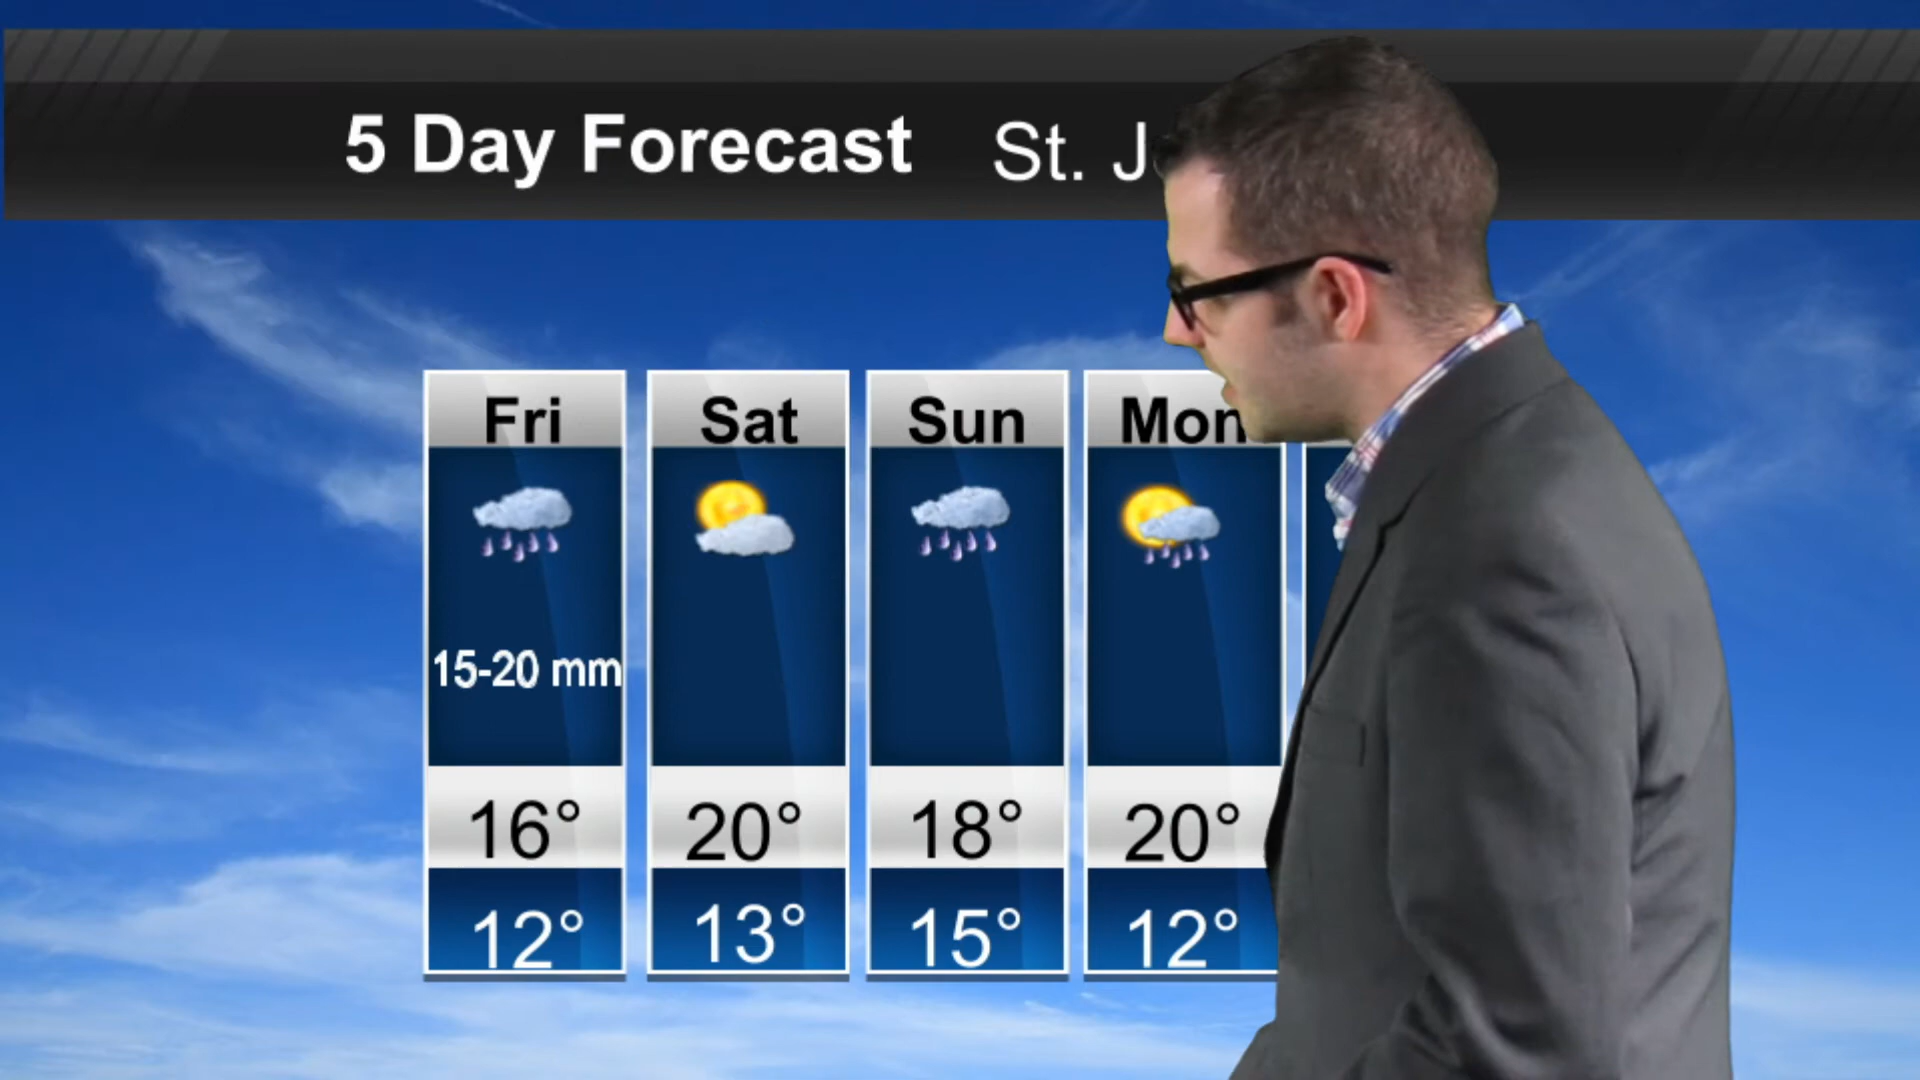 5 Day Forecast St. J
Fri Sat Sun Mon
15-20 mm
16° 20° 18° 20°
12° 13° 15° 12°